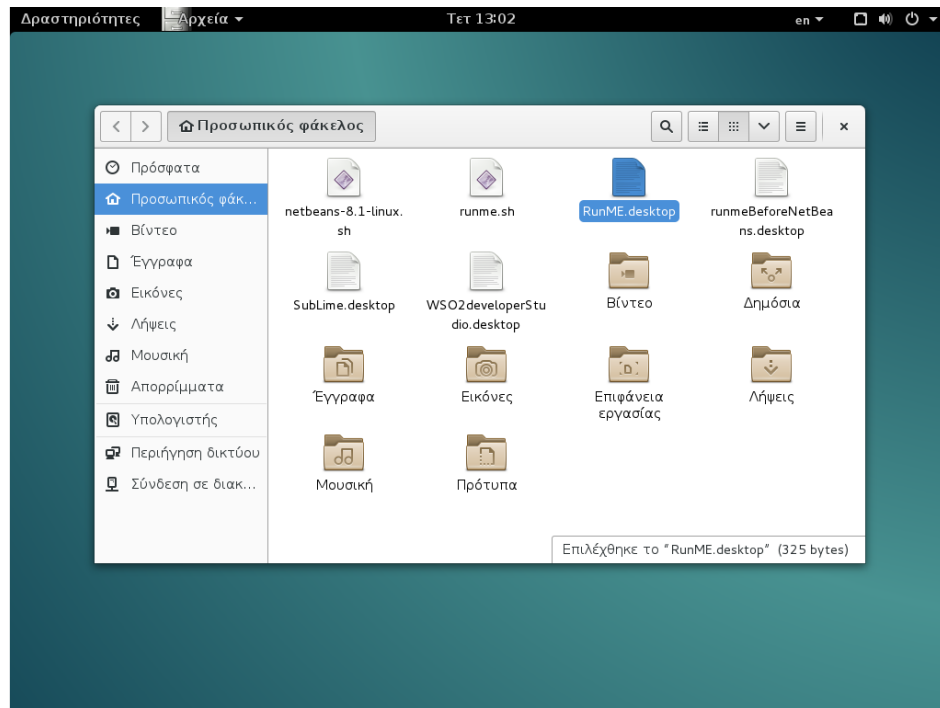 Δραστηριότητες Αρχεία Τετ 13:02 en
Προσωπικός φάκελος
Πρόσφατα
Προσωπικός φάκ...
Βίντεο
Έγγραφα
Εικόνες
Λήψεις
Μουσική
Απορρίμματα
Υπολογιστής
Περιήγηση δικτύου
Σύνδεση σε διακ...
netbeans-8.1-linux.
sh
runme.sh
RunME.desktop
runmeBeforeNetBea
ns.desktop
SubLime.desktop
WSO2developerStu
dio.desktop
Βίντεο
Δημόσια
Έγγραφα
Εικόνες
Επιφάνεια
εργασίας
Λήψεις
Μουσική
Πρότυπα
Επιλέχθηκε το "RunME.desktop" (325 bytes)